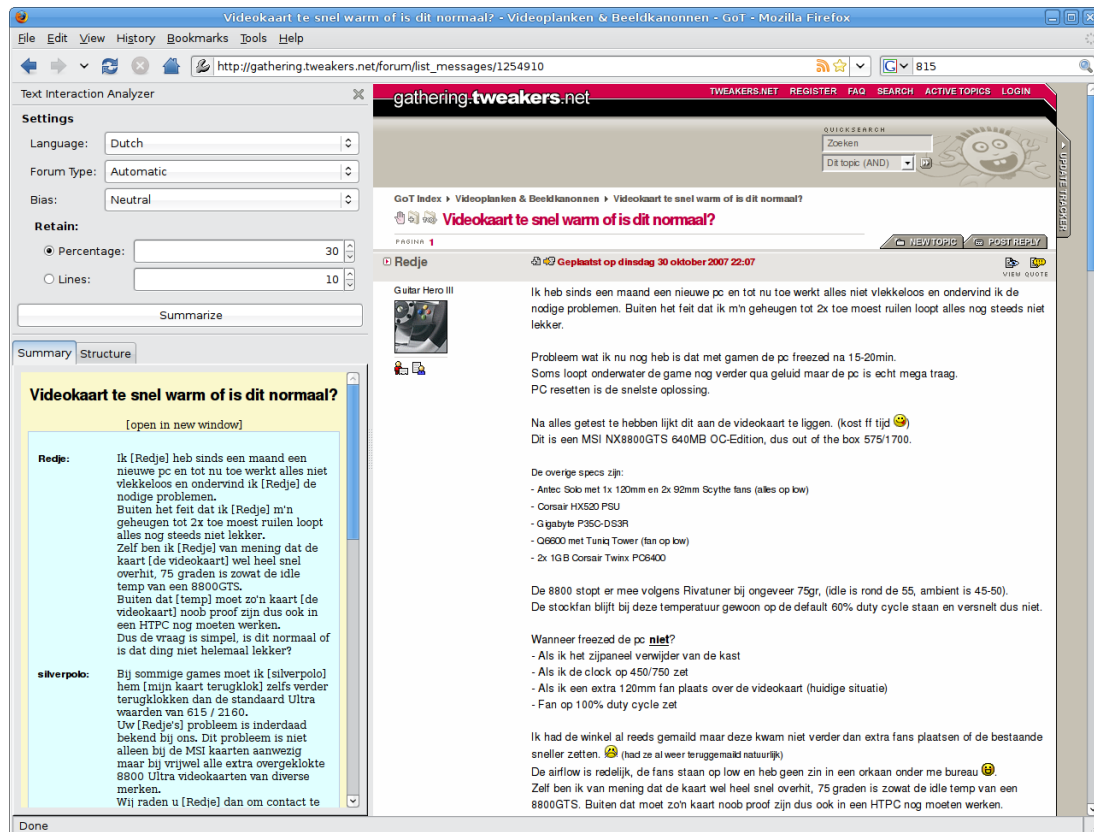 Videokaart te snel warm of is dit normaal? - Videoplanken & Beeldkanonnen - GoT - Mozilla Firefox
File Edit View History Bookmarks Tools Help
http://gathering.tweakers.net/forum/list_messages/1254910
G 815
Text Interaction Analyzer
Settings
Language: Dutch
Forum Type: Automatic
Bias: Neutral
Retain:
Percentage: 30
Lines: 10
Summarize
Summary Structure
Videokaart te snel warm of is dit normaal?
[open in new window]
Redje: Ik [Redje] heb sinds een maand een
nieuwe pc en tot nu toe werkt alles niet
vlekkeloos en ondervind ik [Redje] de
nodige problemen.
Buiten het feit dat ik [Redje] m'n
geheugen tot 2x toe moest ruilen loopt
alles nog steeds niet lekker.
Zelf ben ik [Redje] van mening dat de
kaart [de videokaart] wel heel snel
overhit, 75 graden is zowat de idle
temp van een 8800GTS.
Buiten dat [temp] moet zo'n kaart [de
videokaart] noob proof zijn dus ook in
een HTPC nog moeten werken.
Dus de vraag is simpel, is dit normaal of
is dat ding niet helemaal lekker?
silverpolo: Bij sommige games moet ik [silverpolo]
hem [mijn kaart terugklok] zelfs verder
terugklokken dan de standaard Ultra
waarden van 615 / 2160.
Uw [Redje's] probleem is inderdaad
bekend bij ons. Dit probleem is niet
alleen bij de MSI kaarten aanwezig
maar bij vrijwel alle extra overgeklokte
8800 Ultra videokaarten van diverse
merken.
Wij raden u [Redje] dan om contact te
gathering.tweakers.net
TWEAKERS.NET REGISTER FAQ SEARCH ACTIVE TOPICS LOGIN
QUICKSEARCH
Zoeken
Dit topic (AND)
UPDATE TRACKER
GoT Index Videoplanken & Beeldkanonnen Videokaart te snel warm of is dit normaal?
Videokaart te snel warm of is dit normaal?
PAGINA 1
NEW TOPIC POST REPLY
Redje Geplaatst op dinsdag 30 oktober 2007 22:07
VIEW QUOTE
Guitar Hero III
Ik heb sinds een maand een nieuwe pc en tot nu toe werkt alles niet vlekkeloos en ondervind ik de
nodige problemen. Buiten het feit dat ik m'n geheugen tot 2x toe moest ruilen loopt alles nog steeds niet
lekker.
Probleem wat ik nu nog heb is dat met gamen de pc freezed na 15-20min.
Soms loopt onderwater de game nog verder qua geluid maar de pc is echt mega traag.
PC resetten is de snelste oplossing.
Na alles getest te hebben lijkt dit aan de videokaart te liggen. (kost ff tijd )
Dit is een MSI NX8800GTS 640MB OC-Edition, dus out of the box 575/1700.
De overige specs zijn:
- Antec Solo met 1x 120mm en 2x 92mm Scythe fans (alles op low)
- Corsair HX520 PSU
- Gigabyte P35C-DS3R
- Q6600 met Tuniq Tower (fan op low)
- 2x 1GB Corsair Twinx PC6400
De 8800 stopt er mee volgens Rivatuner bij ongeveer 75gr, (idle is rond de 55, ambient is 45-50).
De stockfan blijft bij deze temperatuur gewoon op de default 60% duty cycle staan en versnelt dus niet.
Wanneer freezed de pc niet?
- Als ik het zijpaneel verwijder van de kast
- Als ik de clock op 450/750 zet
- Als ik een extra 120mm fan plaats over de videokaart (huidige situatie)
- Fan op 100% duty cycle zet
Ik had de winkel al reeds gemaild maar deze kwam niet verder dan extra fans plaatsen of de bestaande
sneller zetten. (had ze al weer teruggemaild natuurlijk)
De airflow is redelijk, de fans staan op low en heb geen zin in een orkaan onder me bureau .
Zelf ben ik van mening dat de kaart wel heel snel overhit, 75 graden is zowat de idle temp van een
8800GTS. Buiten dat moet zo'n kaart noob proof zijn dus ook in een HTPC nog moeten werken.
Done